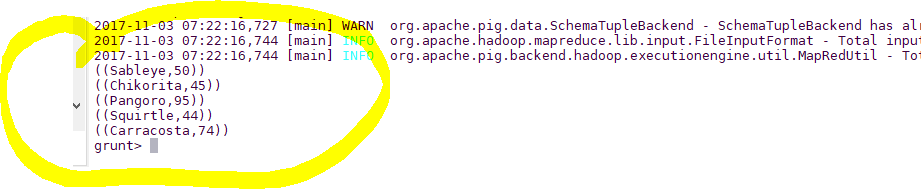 2017-11-03 07:22:16,727 [main] WARN org.apache.pig.data.SchemaTupleBackend - SchemaTupleBackend has alr
2017-11-03 07:22:16,744 [main] INFO org.apache.hadoop.mapreduce.lib.input.FileInputFormat - Total input
2017-11-03 07:22:16,744 [main] INFO org.apache.pig.backend.hadoop.executionengine.util.MapRedUtil - Tot
((Sableye,50))
((Chikorita,45))
((Pangoro,95))
((Squirtle,44))
((Carracosta,74))
grunt>